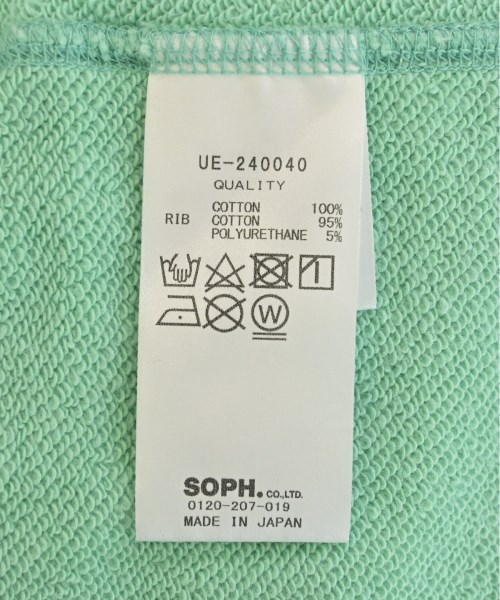 UE-240040
QUALITY
COTTON 100%
RIB COTTON 95%
POLYURETHANE 5%
W
SOPH. CO.,LTD.
0120-207-019
MADE IN JAPAN